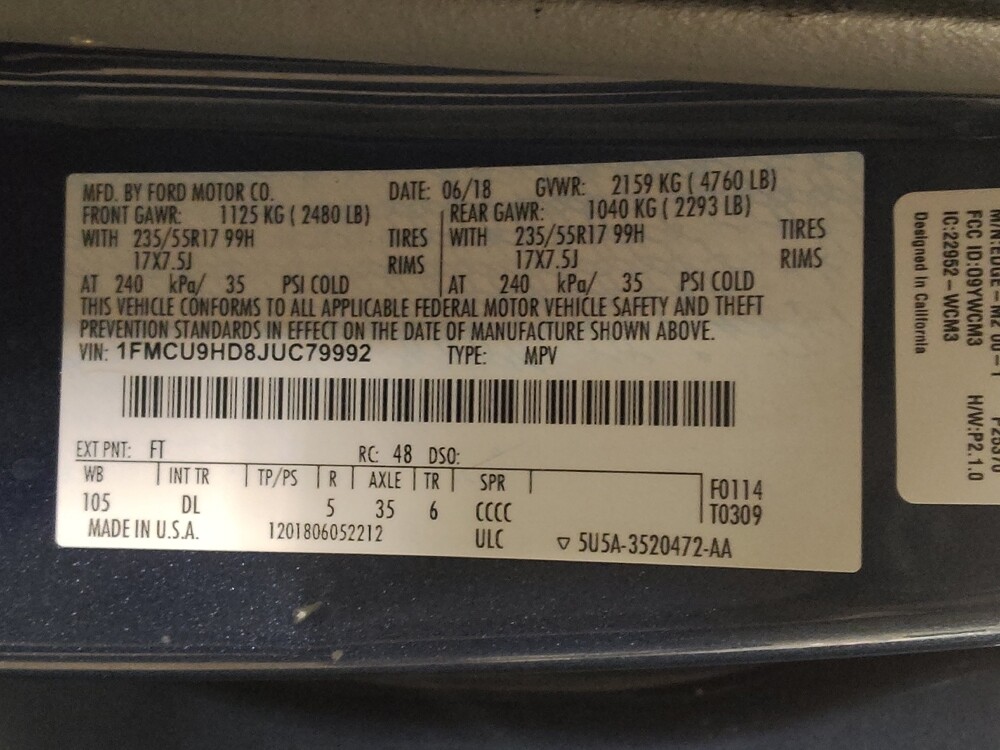 MFD. BY FORD MOTOR CO. DATE: 06/18 GVWR: 2159 KG ( 4760 LB)
FRONT GAWR: 1125 KG ( 2480 LB) REAR GAWR: 1040 KG ( 2293 LB)
WITH 235/55R17 99H TIRES WITH 235/55R17 99H TIRES
17X7.5J RIMS 17X7.5J RIMS
AT 240 kPa/ 35 PSI COLD AT 240 kPa/ 35 PSI COLD
THIS VEHICLE CONFORMS TO ALL APPLICABLE FEDERAL MOTOR VEHICLE SAFETY AND THEFT
PREVENTION STANDARDS IN EFFECT ON THE DATE OF MANUFACTURE SHOWN ABOVE.
VIN: 1FMCU9HD8JUC79992 TYPE: MPV
EXT PNT: FT RC: 48 DSO:
WB INT TR TP/PS R AXLE TR SPR F0114
105 DL 5 35 6 CCCC T0309
MADE IN U.S.A. 1201806052212 ULC ▽ 5U5A-3520472-AA
FCC ID:O9YWCM3 H/W:P2.1.0
IC:22952-WCM3
Designed in California